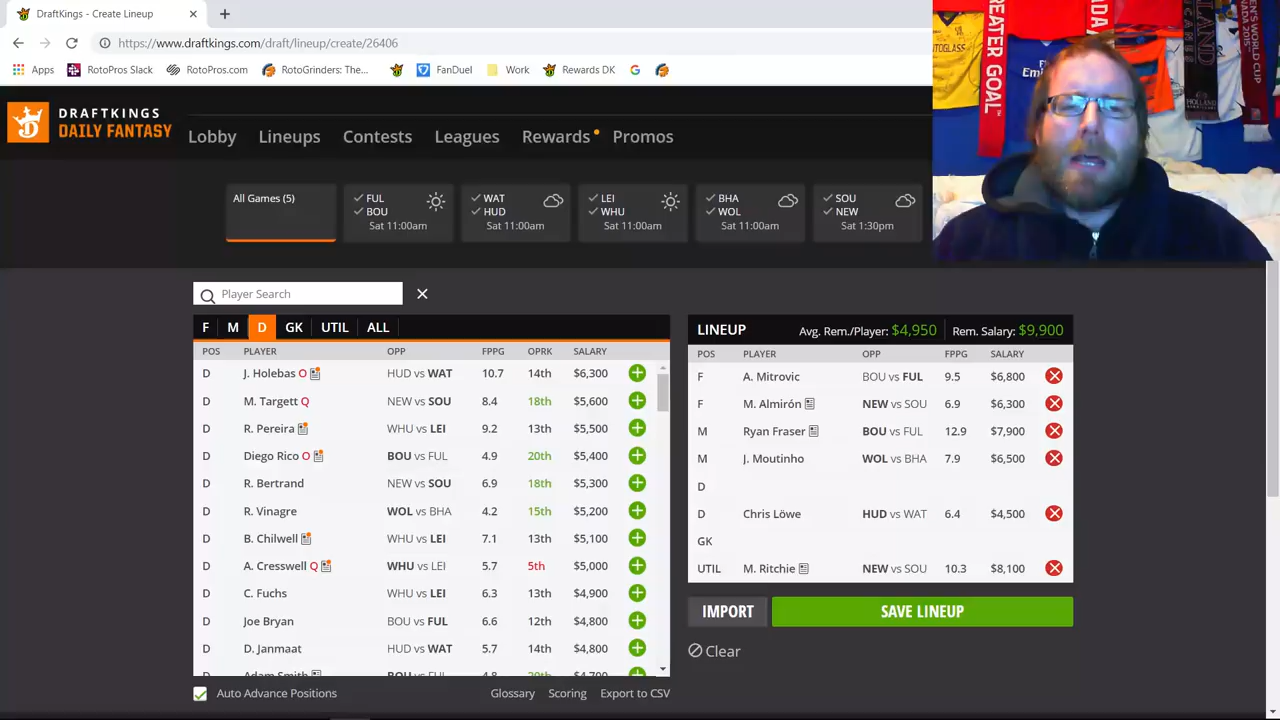 DraftKings - Create Lineup
https://www.draftkings.com/draft/lineup/create/26406
Apps RotoPros Slack RotoPros.com RotoGrinders: The... FanDuel Work Rewards DK
DRAFTKINGS
DAILY FANTASY
Lobby Lineups Contests Leagues Rewards Promos
All Games (5)
FUL
BOU
Sat 11:00am
WAT
HUD
Sat 11:00am
LEI
WHU
Sat 11:00am
BHA
WOL
Sat 11:00am
SOU
NEW
Sat 1:30pm
EATER GOAL
Player Search
F M D GK UTIL ALL
POS PLAYER OPP FPPG OPRK SALARY
D J. Holebas O HUD vs WAT 10.7 14th $6,300
D M. Targett Q NEW vs SOU 8.4 18th $5,600
D R. Pereira WHU vs LEI 9.2 13th $5,500
D Diego Rico O BOU vs FUL 4.9 20th $5,400
D R. Bertrand NEW vs SOU 6.9 18th $5,300
D R. Vinagre WOL vs BHA 4.2 15th $5,200
D B. Chilwell WHU vs LEI 7.1 13th $5,100
D A. Cresswell Q WHU vs LEI 5.7 5th $5,000
D C. Fuchs WHU vs LEI 6.3 13th $4,900
D Joe Bryan BOU vs FUL 6.6 12th $4,800
D D. Janmaat HUD vs WAT 5.7 14th $4,800
Adam Smith BOU vs FUL 4.8 20th $4,700
Auto Advance Positions Glossary Scoring Export to CSV
LINEUP Avg. Rem./Player: $4,950 Rem. Salary: $9,900
POS PLAYER OPP FPPG SALARY
F A. Mitrovic BOU vs FUL 9.5 $6,800
F M. Almirón NEW vs SOU 6.9 $6,300
M Ryan Fraser BOU vs FUL 12.9 $7,900
M J. Moutinho WOL vs BHA 7.9 $6,500
D
D Chris Löwe HUD vs WAT 6.4 $4,500
GK
UTIL M. Ritchie NEW vs SOU 10.3 $8,100
IMPORT SAVE LINEUP
Clear